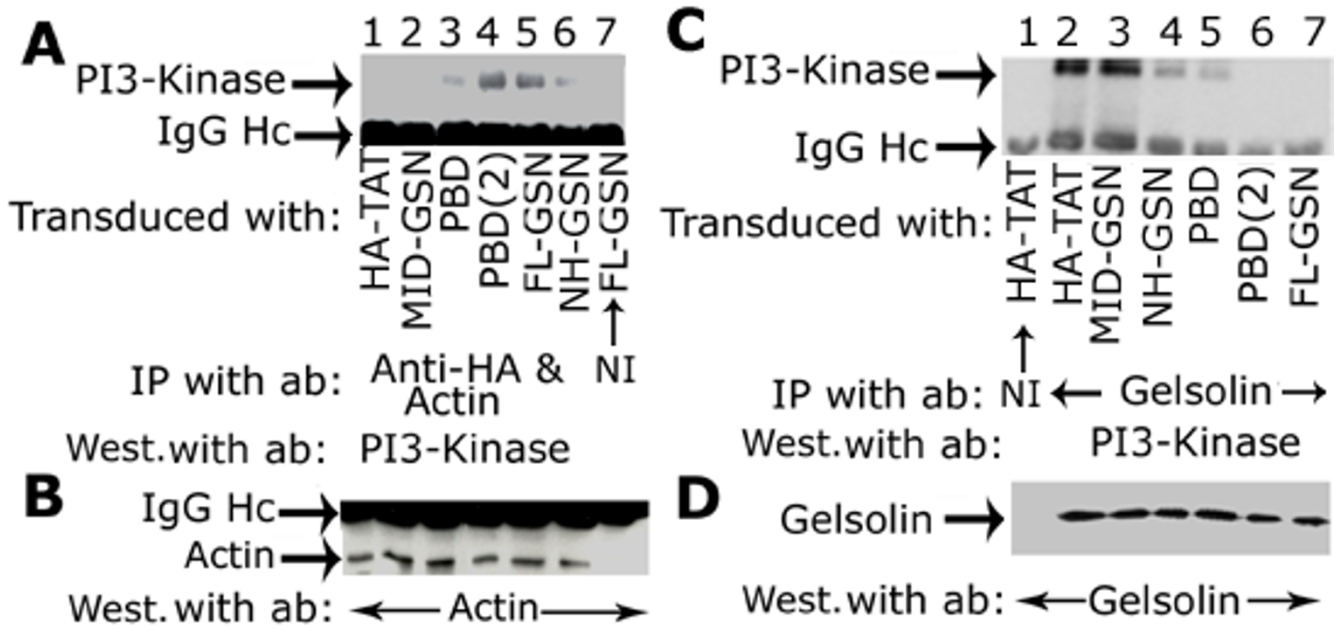 A
1 2 3 4 5 6 7
PI3-Kinase
IgG Hc
Transduced with:
HA-TAT
MID-GSN
PBD
PBD(2)
FL-GSN
NH-GSN
FL-GSN
IP with ab:
Anti-HA &
Actin
NI
West.with ab: PI3-Kinase
B
IgG Hc
Actin
West.with ab: Actin
C
1 2 3 4 5 6 7
PI3-Kinase
IgG Hc
Transduced with:
HA-TAT
HA-TAT
MID-GSN
NH-GSN
PBD
PBD(2)
FL-GSN
IP with ab: NI Gelsolin
West.with ab: PI3-Kinase
D
Gelsolin
West.with ab: Gelsolin